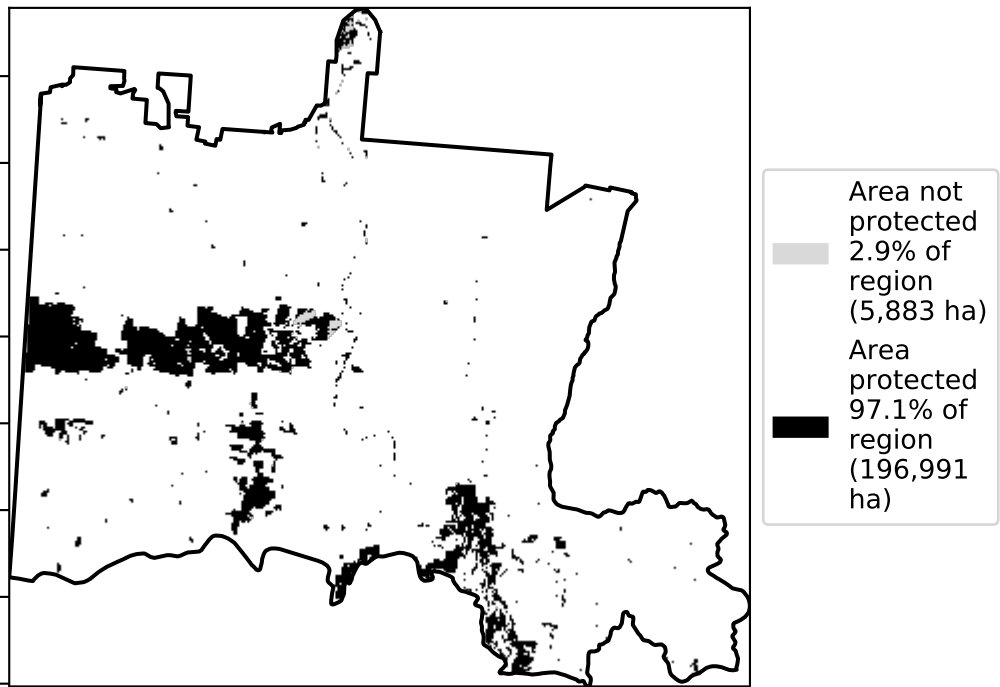 Area not
protected
2.9% of
region
(5,883 ha)
Area
protected
97.1% of
region
(196,991
ha)